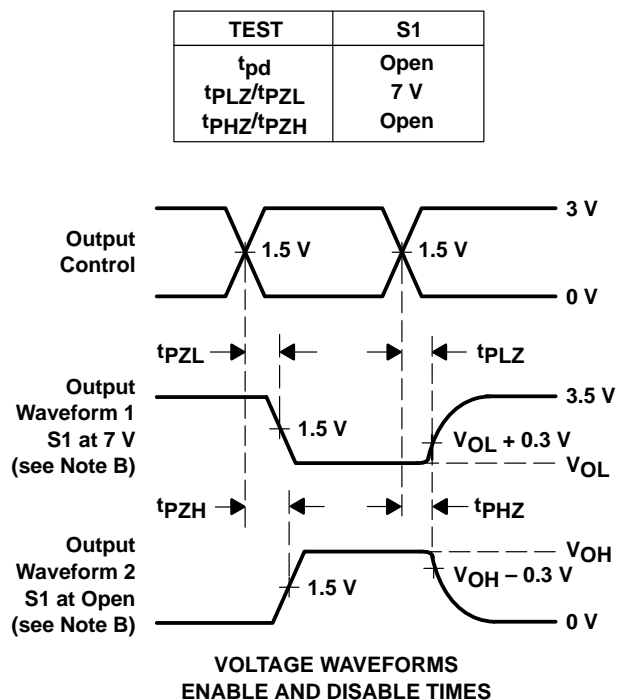 TEST S1
tpd Open
tPLZ/tPZL 7 V
tPHZ/tPZH Open
3 V
Output
Control
1.5 V 1.5 V
0 V
tPZL tPLZ
Output
Waveform 1
S1 at 7 V
(see Note B)
3.5 V
1.5 V
VOL + 0.3 V
VOL
tPZH tPHZ
Output
Waveform 2
S1 at Open
(see Note B)
VOH
VOH – 0.3 V
1.5 V
0 V
VOLTAGE WAVEFORMS
ENABLE AND DISABLE TIMES